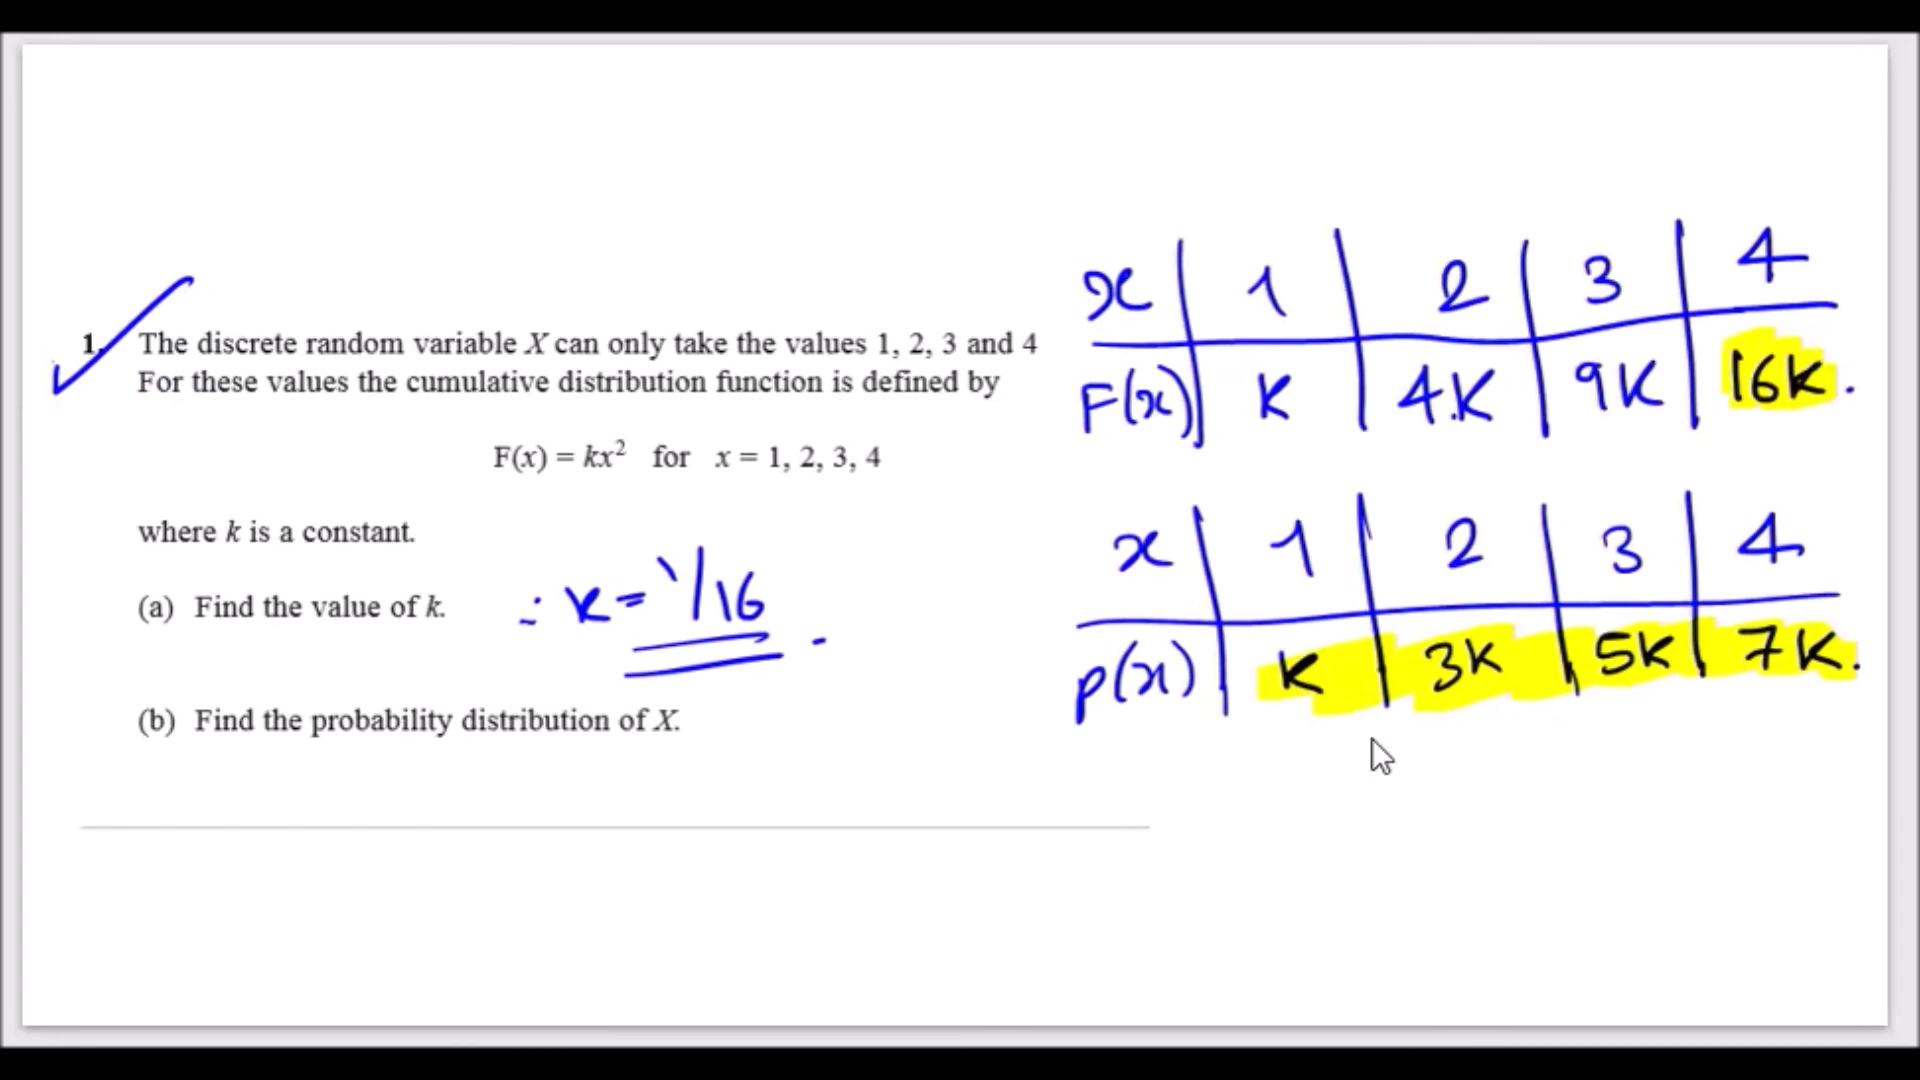 1. The discrete random variable X can only take the values 1, 2, 3 and 4
For these values the cumulative distribution function is defined by
F(x) = kx² for x = 1, 2, 3, 4
where k is a constant.
(a) Find the value of k. ∴ K = 1/16
(b) Find the probability distribution of X.
x 1 2 3 4
F(x) K 4K 9K 16K.
x 1 2 3 4
p(x) K 3K 5K 7K.